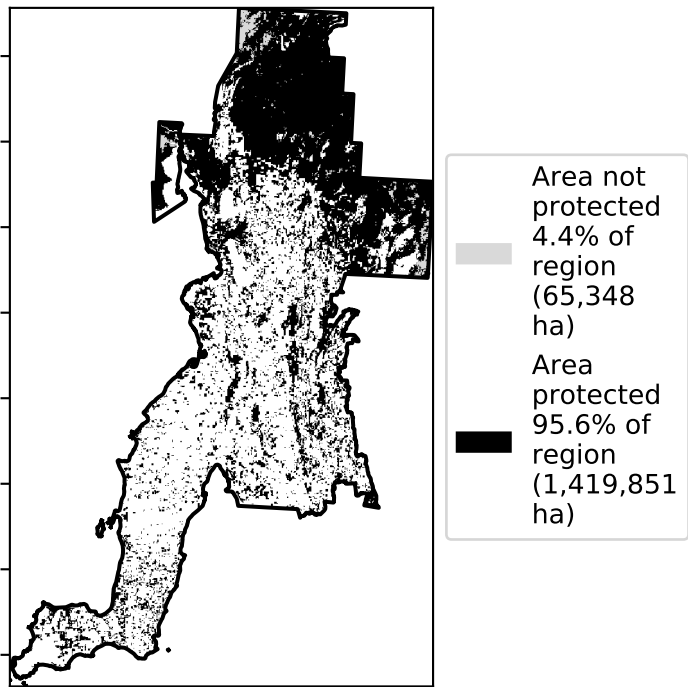 Area not
protected
4.4% of
region
(65,348
ha)
Area
protected
95.6% of
region
(1,419,851
ha)